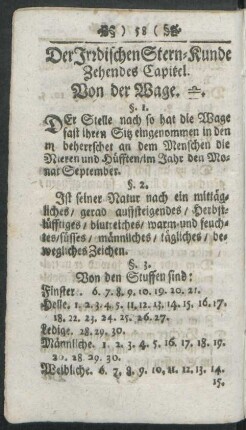 ) 58 (
Der Irrdischen Stern-Kunde
Zehendes Capitel.
Von der Wage. ♎.
§. 1.
DEr Stelle nach so hat die Wage
fast ihren Sitz eingenommen in den
♏ beherrschet an dem Menschen die
Nieren und Hüfften/im Jahr den Mo-
nat September.
§. 2.
Ist seiner Natur nach ein mittäg-
liches/ gerad aufssteigendes/ Herbst-
lüfftiges/ blutreiches/ warm- und feuch-
tes/süsses/ männliches/ tägliches/ be-
wegliches Zeichen.
§. 3.
Von den Stuffen sind:
Finster. 6. 7. 8. 9. 10. 19. 20. 21.
Helle. 1. 2. 3. 4. 5. 11. 12. 13. 14. 15. 16. 17.
18. 22. 23. 24. 25. 26. 27.
Ledige. 28. 29. 30.
Männliche. 1. 2. 3. 4. 5. 16. 17. 18. 19.
20. 28. 29. 30.
Weibliche. 6. 7. 8. 9. 10. 11. 12. 13. 14.
15.